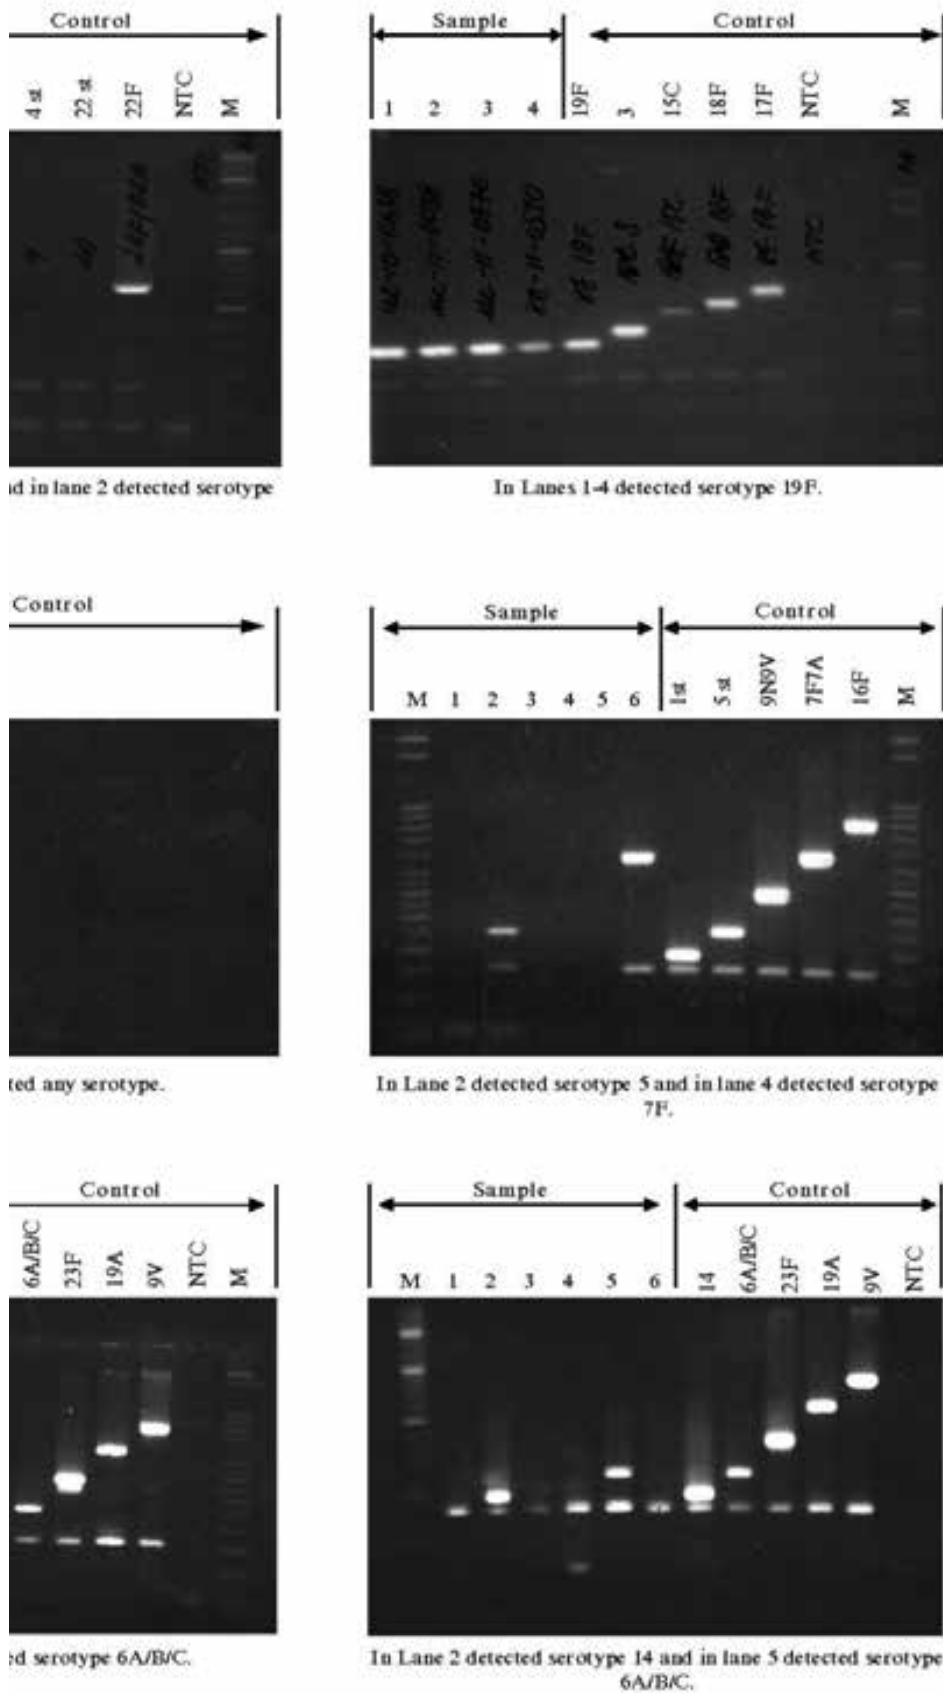 Control
4 st
22 st
22F
NTC
M
d in lane 2 detected serotype
Sample
Control
1 2 3 4
19F
3
15C
18F
17F
NTC
M
NTC
In Lanes 1-4 detected serotype 19F.
Control
ted any serotype.
Sample
Control
M 1 2 3 4 5 6
1st
5 st
9N9V
7F7A
16F
M
In Lane 2 detected serotype 5 and in lane 4 detected serotype
7F.
Control
6A/B/C
23F
19A
9V
NTC
M
ed serotype 6A/B/C.
Sample
Control
M 1 2 3 4 5 6
14
6A/B/C
23F
19A
9V
NTC
In Lane 2 detected serotype 14 and in lane 5 detected serotype
6A/B/C.